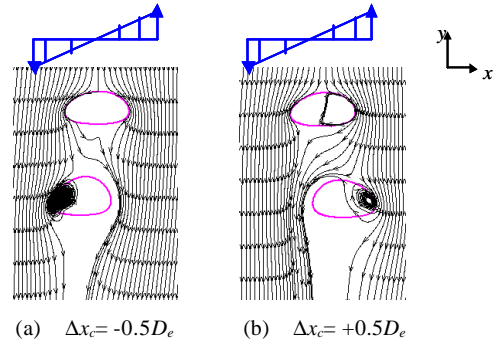 y
x
(a) Δx_c= -0.5D_e
(b) Δx_c= +0.5D_e